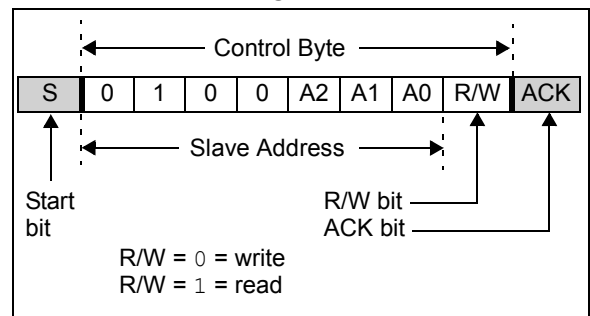 Control Byte
S 0 1 0 0 A2 A1 A0 R/W ACK
Slave Address
Start
bit
R/W bit
ACK bit
R/W = 0 = write
R/W = 1 = read